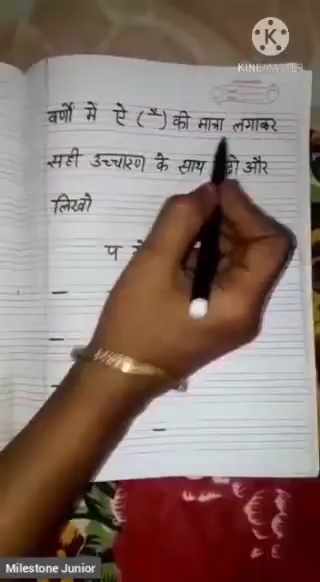 KINEMASTER
वर्णो में ऐ ( ै ) की मात्रा लगाकर
सही उच्चारण के साथ और
लिखो
प
Milestone Junior